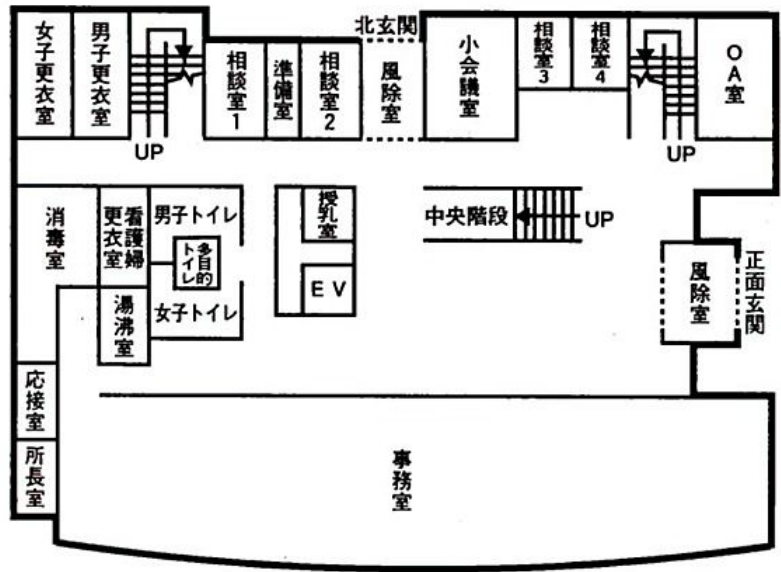 女子更衣室
男子更衣室
UP
相談室1
準備室
相談室2
北玄関
風除室
小会議室
相談室3
相談室4
UP
OA室
消毒室
看護婦更衣室
男子トイレ
多目的トイレ
女子トイレ
湯沸室
授乳室
EV
中央階段
UP
風除室
正面玄関
応接室
所長室
事務室